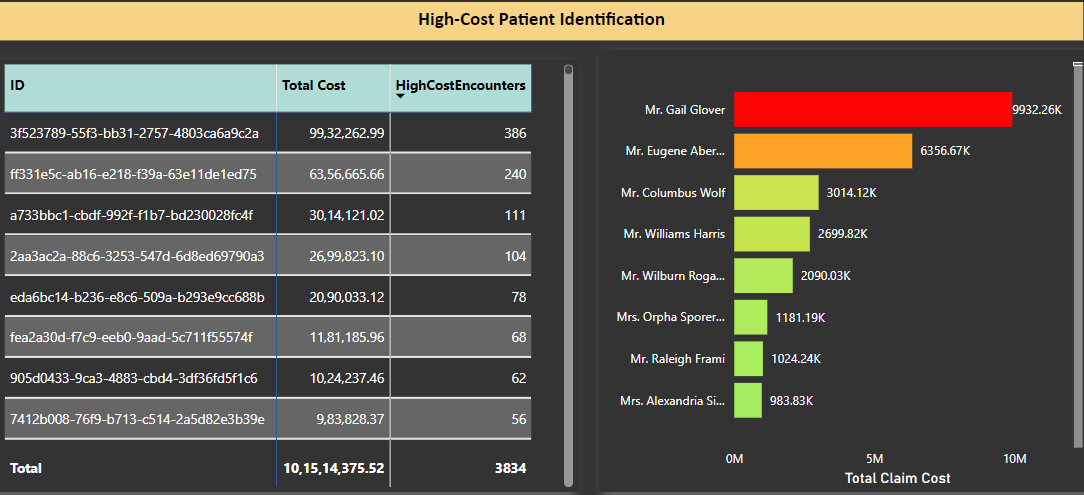 High-Cost Patient Identification
ID Total Cost HighCostEncounters
3f523789-55f3-bb31-2757-4803ca6a9c2a 99,32,262.99 386
ff331e5c-ab16-e218-f39a-63e11de1ed75 63,56,665.66 240
a733bbc1-cbdf-992f-f1b7-bd230028fc4f 30,14,121.02 111
2aa3ac2a-88c6-3253-547d-6d8ed69790a3 26,99,823.10 104
eda6bc14-b236-e8c6-509a-b293e9cc688b 20,90,033.12 78
fea2a30d-f7c9-eeb0-9aad-5c711f55574f 11,81,185.96 68
905d0433-9ca3-4883-cbd4-3df36fd5f1c6 10,24,237.46 62
7412b008-76f9-b713-c514-2a5d82e3b39e 9,83,828.37 56
Total 10,15,14,375.52 3834
Mr. Gail Glover 9932.26K
Mr. Eugene Aber... 6356.67K
Mr. Columbus Wolf 3014.12K
Mr. Williams Harris 2699.82K
Mr. Wilburn Roga... 2090.03K
Mrs. Orpha Sporer... 1181.19K
Mr. Raleigh Frami 1024.24K
Mrs. Alexandria Si... 983.83K
0M 5M 10M
Total Claim Cost